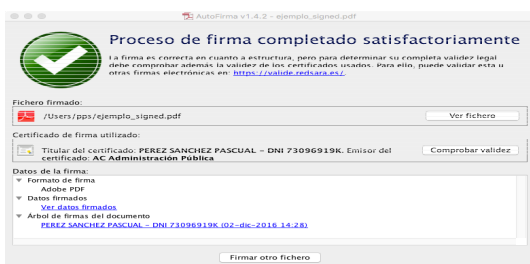 AutoFirma v1.4.2 - ejemplo_signed.pdf
Proceso de firma completado satisfactoriamente
La firma es correcta en cuanto a estructura, pero para determinar su completa validez legal
debe comprobar además la validez de los certificados usados. Para ello, puede validar esta u
otras firmas electrónicas en: https://valide.redsara.es/.
Fichero firmado:
/Users/pps/ejemplo_signed.pdf
Ver fichero
Certificado de firma utilizado:
Titular del certificado: PEREZ SANCHEZ PASCUAL - DNI 73096919K. Emisor del
certificado: AC Administración Pública
Comprobar validez
Datos de la firma:
Formato de firma
Adobe PDF
Datos firmados
Ver datos firmados
Árbol de firmas del documento
PEREZ SANCHEZ PASCUAL - DNI 73096919K (02-dic-2016 14:28)
Firmar otro fichero